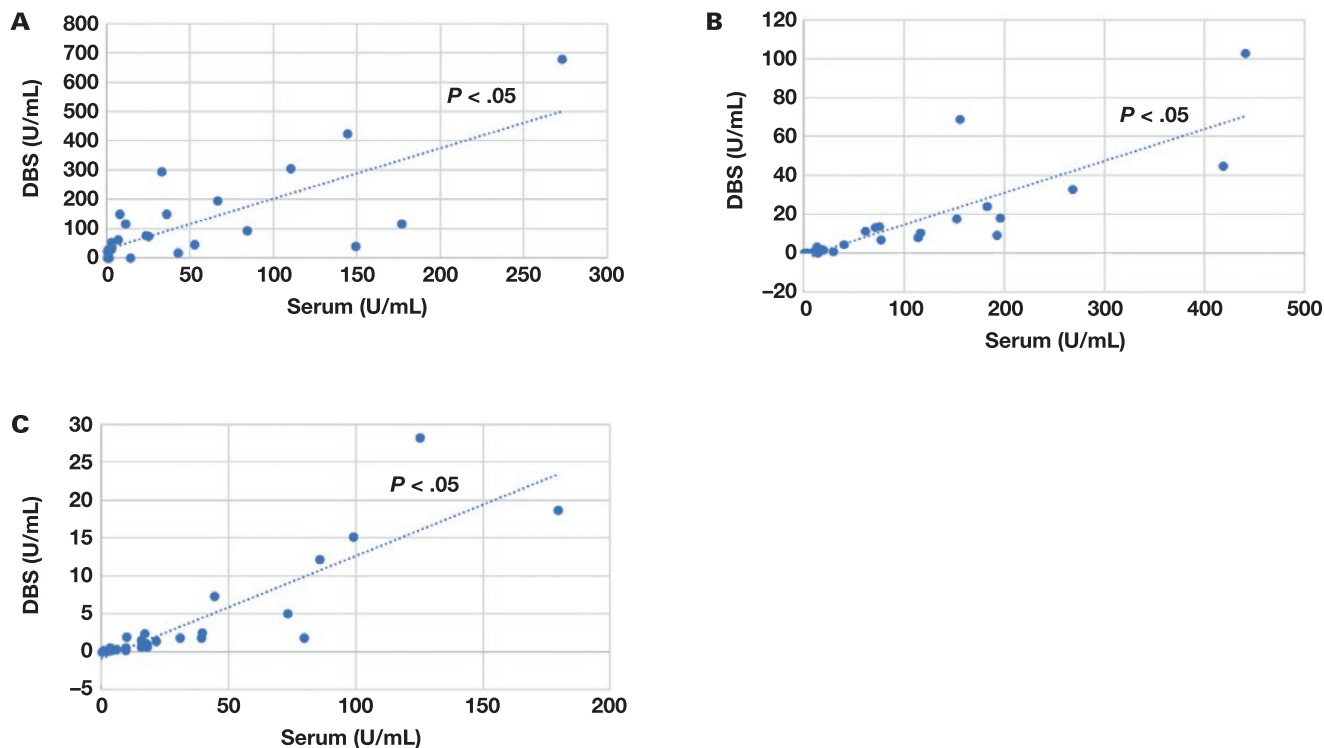 A
800
700
600
500
400
300
200
100
0
DBS (U/mL)
P < .05
0 50 100 150 200 250 300
Serum (U/mL)
B
120
100
80
60
40
20
0
–20
DBS (U/mL)
P < .05
0 100 200 300 400 500
Serum (U/mL)
C
30
25
20
15
10
5
0
–5
DBS (U/mL)
P < .05
0 50 100 150 200
Serum (U/mL)